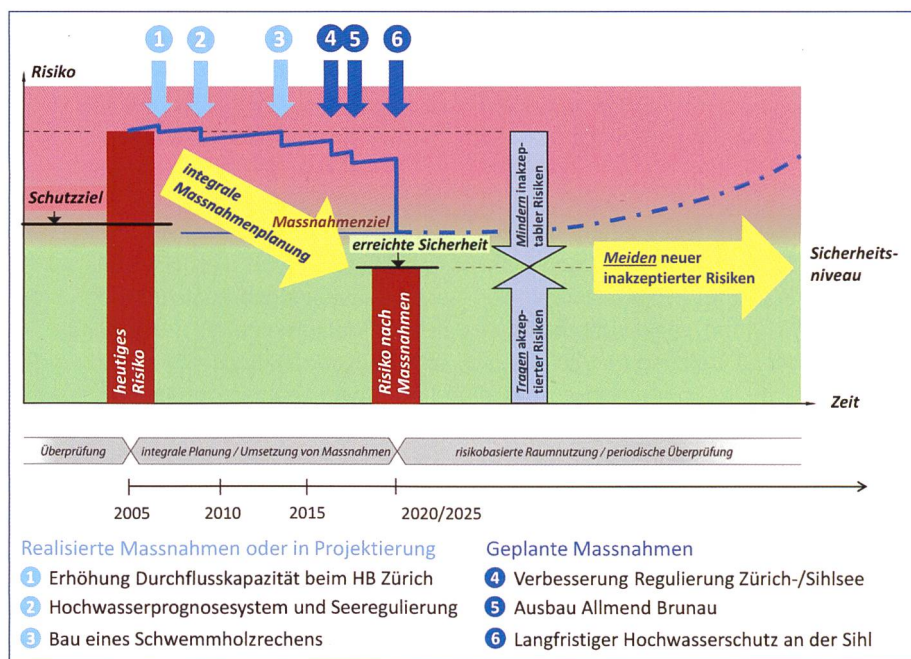 1 2 3 4 5 6
Risiko
Schutzziel
integrale
Massnahmenplanung
Massnahmenziel
erreichte Sicherheit
heutiges
Risiko
Risiko nach
Massnahmen
Mindern inakzep-
tabler Risiken
Tragen akzep-
tierter Risiken
Meiden neuer
inakzeptierter Risiken
Sicherheits-
niveau
Zeit
Überprüfung
integrale Planung / Umsetzung von Massnahmen
risikobasierte Raumnutzung / periodische Überprüfung
2005 2010 2015 2020/2025
Realisierte Massnahmen oder in Projektierung
1 Erhöhung Durchflusskapazität beim HB Zürich
2 Hochwasserprognosesystem und Seeregulierung
3 Bau eines Schwemmholzrechens
Geplante Massnahmen
4 Verbesserung Regulierung Zürich-/Sihlsee
5 Ausbau Allmend Brunau
6 Langfristiger Hochwasserschutz an der Sihl